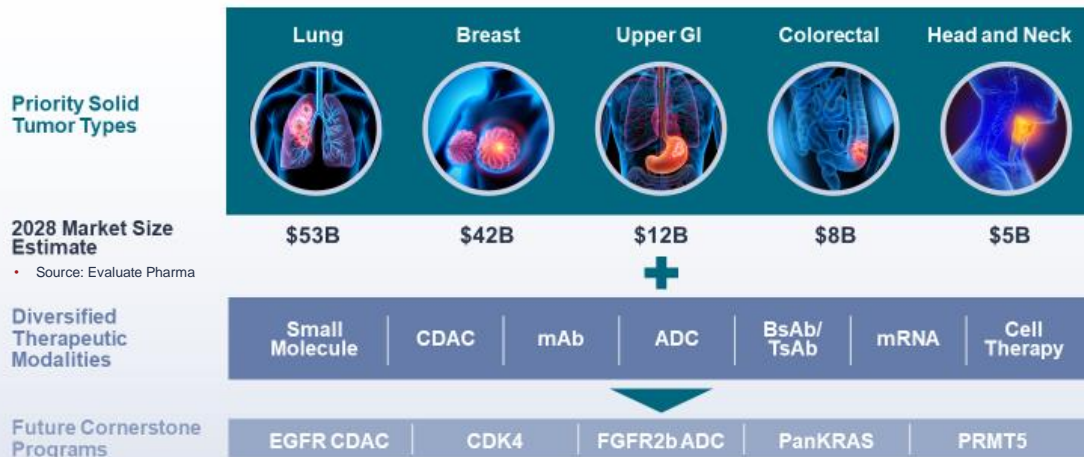 Lung Breast Upper GI Colorectal Head and Neck
Priority Solid
Tumor Types
2028 Market Size
Estimate
$53B $42B $12B $8B $5B
• Source: Evaluate Pharma
Diversified
Therapeutic
Modalities
Small
Molecule
CDAC
mAb
ADC
BsAb/
TsAb
mRNA
Cell
Therapy
Future Cornerstone
Programs
EGFR CDAC CDK4 FGFR2b ADC PanKRAS PRMT5